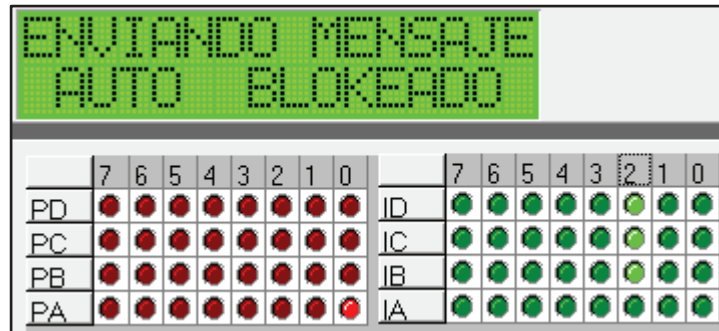 ENVIANDO MENSAJE
AUTO BLOKEADO
7 6 5 4 3 2 1 0
PD
PC
PB
PA
7 6 5 4 3 2 1 0
ID
IC
IB
IA